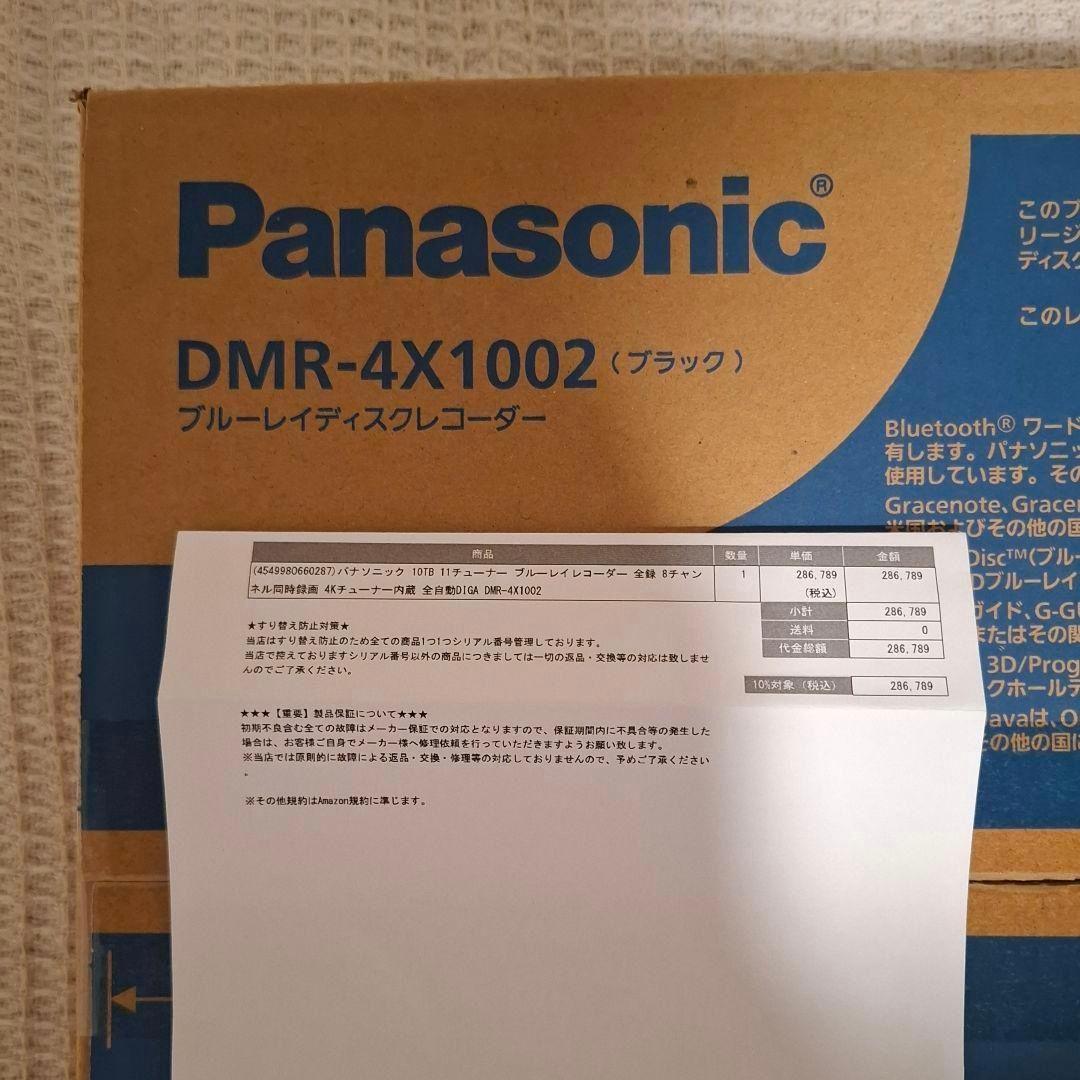 Panasonic®
DMR-4X1002（ブラック）
ブルーレイディスクレコーダー
このプ
リージ
ディスク
このレ
Bluetooth® ワード
有します。パナソニッ
使用しています。その
Gracenote、Gracen
米国およびその他の国
Disc™(ブルー
Dブルーレイ
ガイド、G-GU
またはその関
3D/Prog
クホールデ
avaは、O
の他の国に
商品 数量 単価 金額
(4549980660287)パナソニック 10TB 11チューナー ブルーレイレコーダー 全録 8チャン 1 286,789 286,789
ネル同時録画 4Kチューナー内蔵 全自動DIGA DMR-4X1002 (税込)
小計 286,789
送料 0
代金総額 286,789
10%対象（税込） 286,789
★すり替え防止対策★
当店はすり替え防止のため全ての商品1つ1つシリアル番号管理しております。
当店で控えておりますシリアル番号以外の商品につきましては一切の返品・交換等の対応は致しませ
んのでご了承ください。
★★★【重要】製品保証について★★★
初期不良含む全ての故障はメーカー保証での対応となりますので、保証期間内に不具合等の発生した
場合は、お客様ご自身でメーカー様へ修理依頼を行っていただきますようお願い致します。
※当店では原則的に故障による返品・交換・修理等の対応しておりませんので、予めご了承ください
。
※その他規約はAmazon規約に準じます。